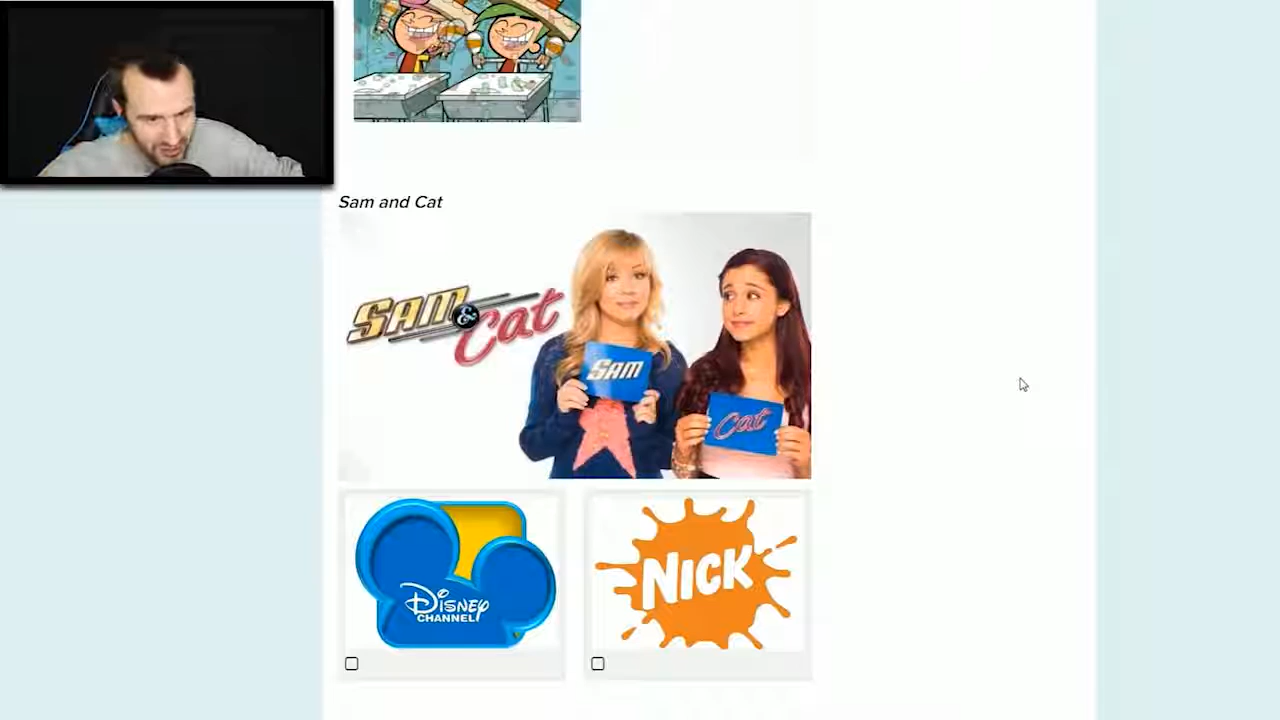 Sam and Cat
SAM & Cat
SAM
Cat
DISNEY
CHANNEL
NICK